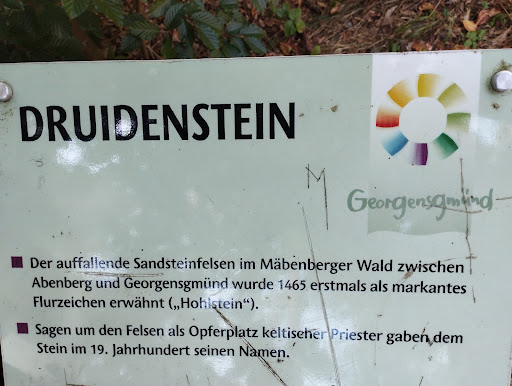 DRUIDENSTEIN
Georgensgmünd
Der auffallende Sandsteinfelsen im Mäbenberger Wald zwischen
Abenberg und Georgensgmünd wurde 1465 erstmals als markantes
Flurzeichen erwähnt („Hohlstein“).
Sagen um den Felsen als Opferplatz keltischer Priester gaben dem
Stein im 19. Jahrhundert seinen Namen.